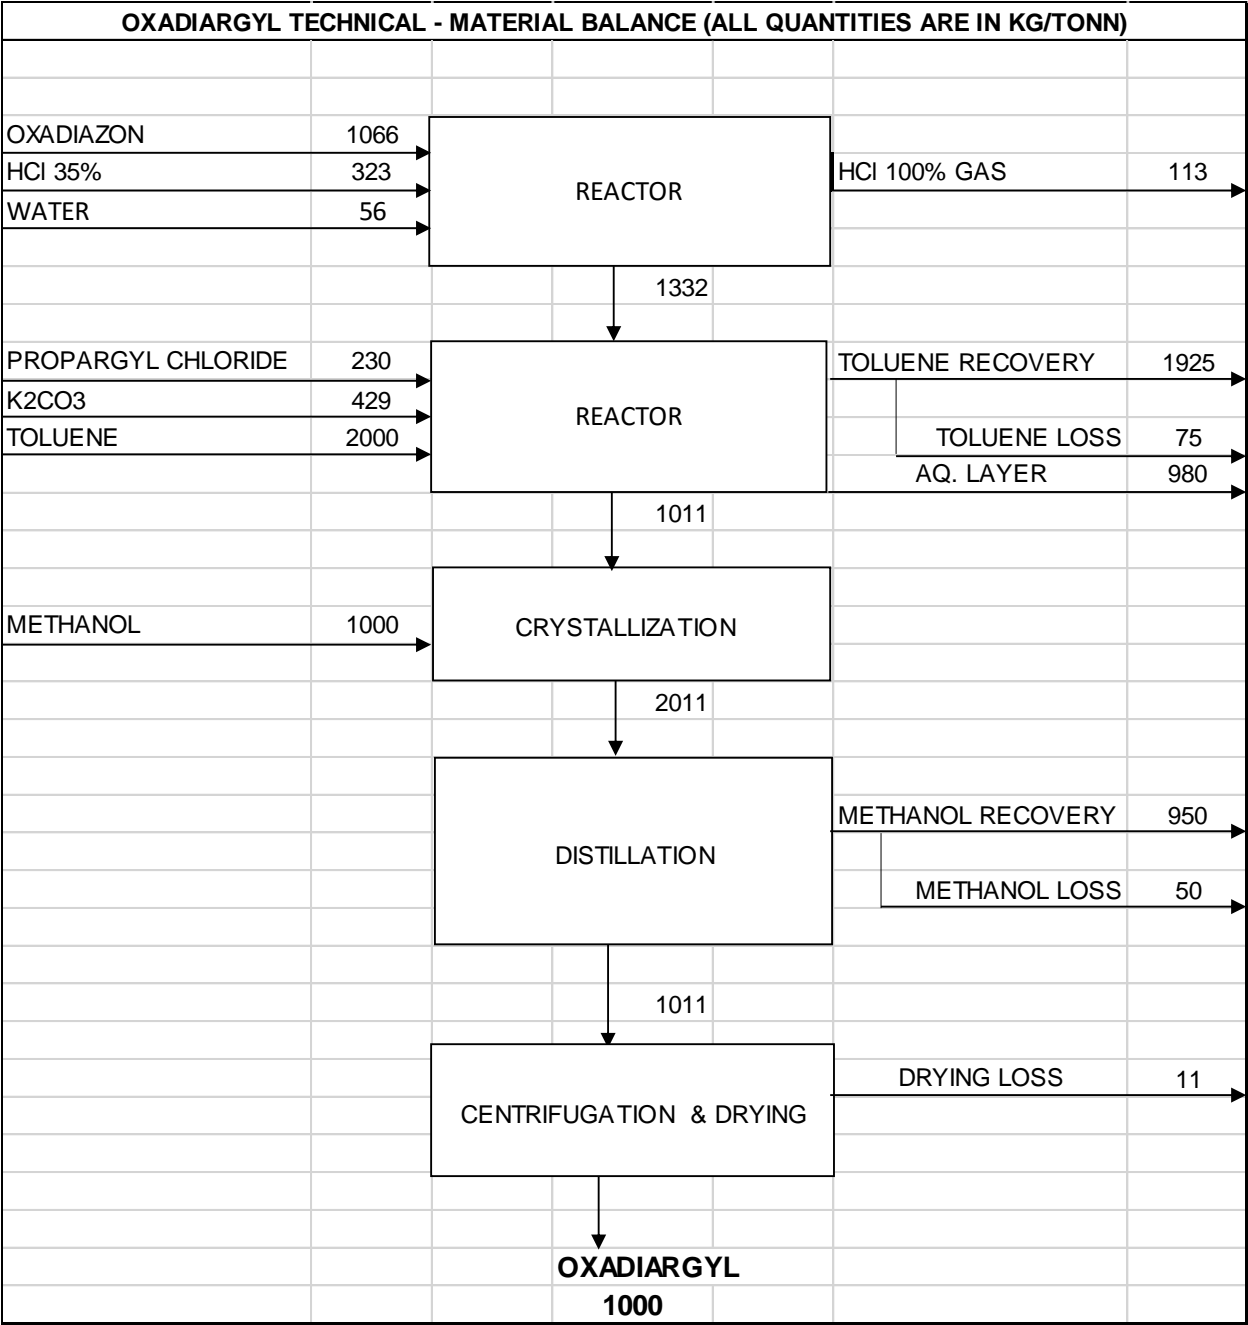 OXADIARGYL TECHNICAL - MATERIAL BALANCE (ALL QUANTITIES ARE IN KG/TONN)
OXADIAZON 1066
HCl 35% 323
REACTOR
HCl 100% GAS 113
WATER 56
1332
PROPARGYL CHLORIDE 230
TOLUENE RECOVERY 1925
K2CO3 429
REACTOR
TOLUENE 2000
TOLUENE LOSS 75
AQ. LAYER 980
1011
METHANOL 1000
CRYSTALLIZATION
2011
METHANOL RECOVERY 950
DISTILLATION
METHANOL LOSS 50
1011
DRYING LOSS 11
CENTRIFUGATION & DRYING
OXADIARGYL
1000